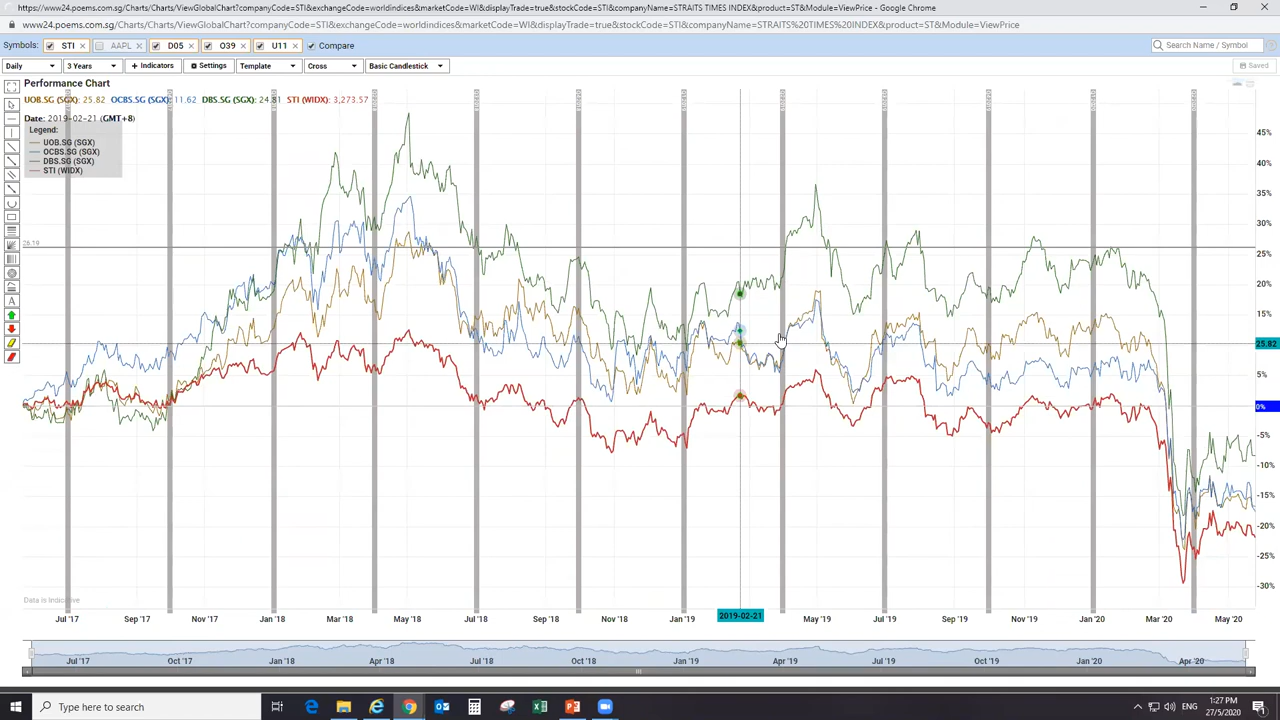 https://www24.poems.com.sg/Charts/Charts/ViewGlobalChart?companyCode=STI&exchangeCode=worldindices&marketCode=WI&displayTrade=true&stockCode=STI&companyName=STRAITS TIMES INDEX&product=ST&Module=ViewPrice - Google Chrome
https://www24.poems.com.sg/Charts/Charts/ViewGlobalChart?companyCode=STI&exchangeCode=worldindices&marketCode=WI&displayTrade=true&stockCode=STI&companyName=STRAITS%20TIMES%20INDEX&product=ST&Module=ViewPrice
Symbols: STI × AAPL × D05 × O39 × U11 × Compare
Search Name / Symbol
Daily 3 Years + Indicators Settings Template Cross Basic Candlestick Saved
Performance Chart
UOB.SG (SGX): 25.82 OCBS.SG (SGX): 11.62 DBS.SG (SGX): 24.81 STI (WIDX): 3,273.57
Date: 2019-02-21 (GMT+8)
Legend:
UOB.SG (SGX)
OCBS.SG (SGX)
DBS.SG (SGX)
STI (WIDX)
45%
40%
35%
30%
26.19
25%
20%
15%
25.82
5%
0%
-5%
-10%
-15%
-20%
-25%
-30%
Data is Indicative
2019-02-21
Jul '17 Sep '17 Nov '17 Jan '18 Mar '18 May '18 Jul '18 Sep '18 Nov '18 Jan '19 May '19 Jul '19 Sep '19 Nov '19 Jan '20 Mar '20 May '20
Jul '17 Oct '17 Jan '18 Apr '18 Jul '18 Oct '18 Jan '19 Apr '19 Jul '19 Oct '19 Jan '20 Apr '20
Type here to search
ENG
1:27 PM
27/5/2020